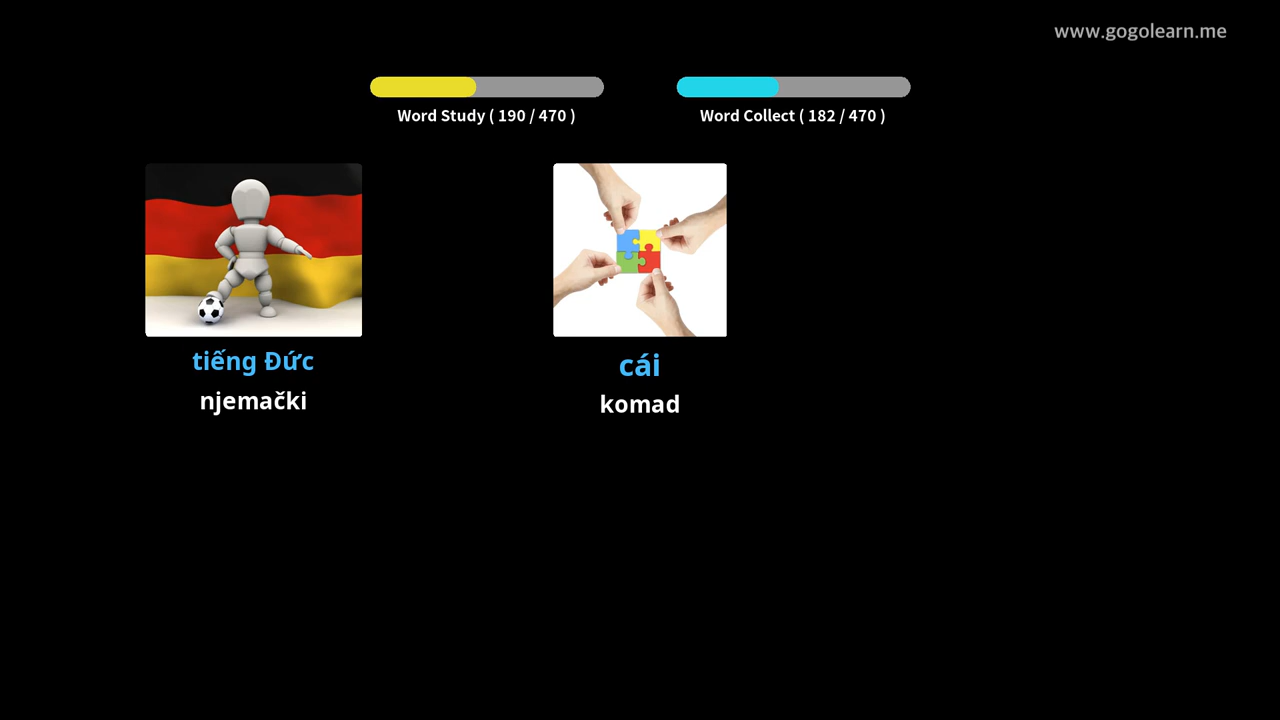 www.gogolearn.me
Word Study ( 190 / 470 )
Word Collect ( 182 / 470 )
tiếng Đức
njemački
cái
komad